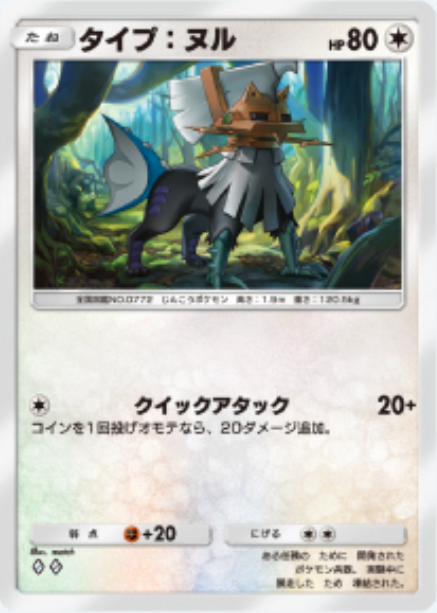 たね
タイプ：ヌル
HP 80
全国図鑑NO.0772 じんこうポケモン 高さ：1.9m 重さ：120.5kg
クイックアタック 20+
コインを1回投げオモテなら、20ダメージ追加。
弱点 +20
にげる
Illus. match
ある任務の ために 開発された
ポケモン兵器。 実験中に
暴走した ため 凍結された。